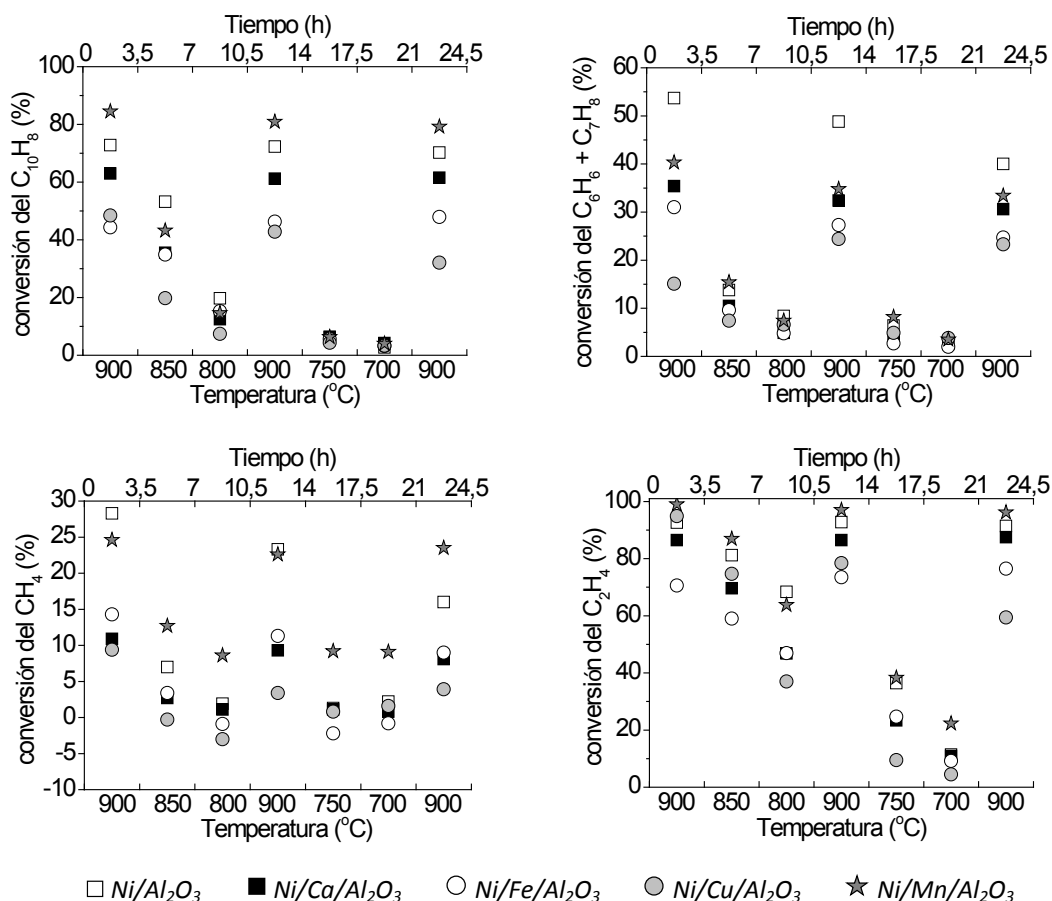 Tiempo (h)
0 3,5 7 10,5 14 17,5 21 24,5
100
80
60
40
20
0
conversión del C₁₀H₈ (%)
900 850 800 900 750 700 900
Temperatura (°C)
Tiempo (h)
0 3,5 7 10,5 14 17,5 21 24,5
60
50
40
30
20
10
0
conversión del C₆H₆ + C₇H₈ (%)
900 850 800 900 750 700 900
Temperatura (°C)
Tiempo (h)
0 3,5 7 10,5 14 17,5 21 24,5
30
25
20
15
10
5
0
-5
-10
conversión del CH₄ (%)
900 850 800 900 750 700 900
Temperatura (°C)
Tiempo (h)
0 3,5 7 10,5 14 17,5 21 24,5
100
80
60
40
20
0
conversión del C₂H₄ (%)
900 850 800 900 750 700 900
Temperatura (°C)
Ni/Al₂O₃ Ni/Ca/Al₂O₃ Ni/Fe/Al₂O₃ Ni/Cu/Al₂O₃ Ni/Mn/Al₂O₃